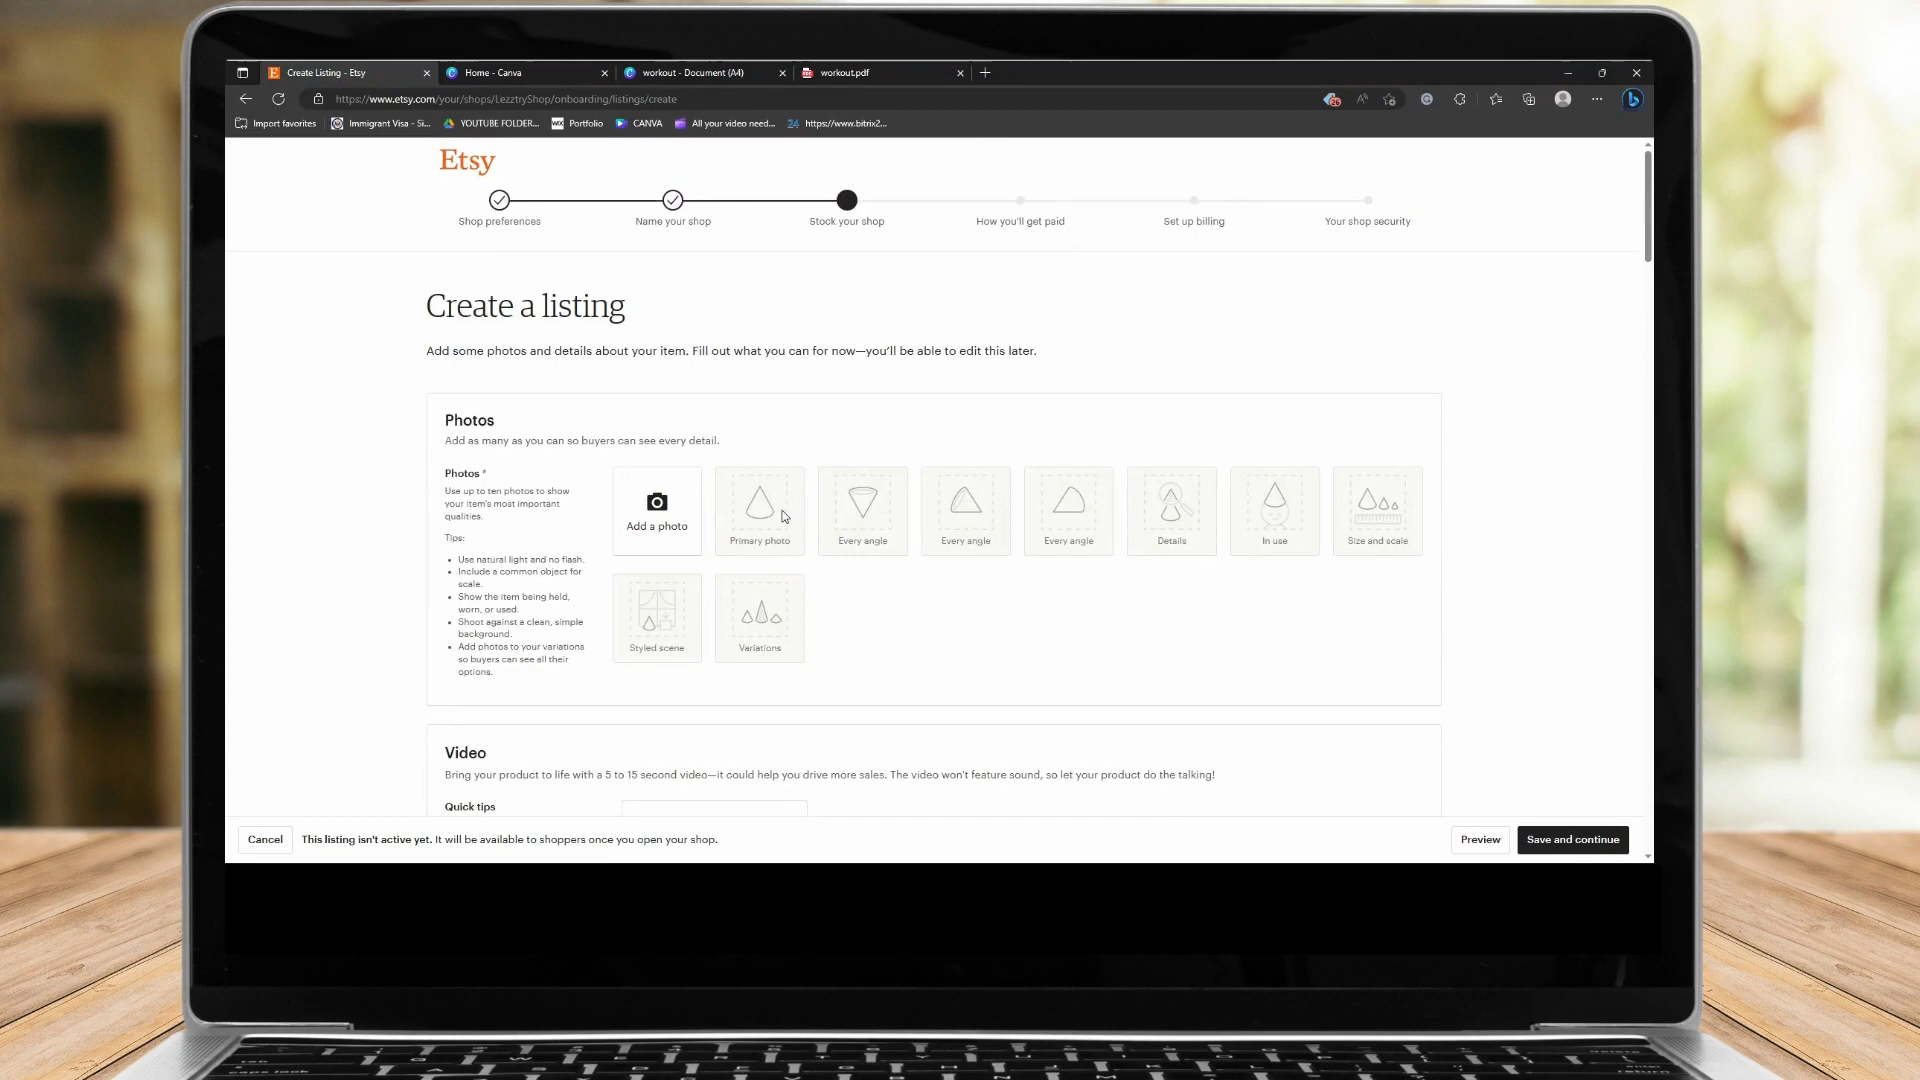 Create Listing - Etsy
Home - Canva
workout - Document (A4)
workout.pdf
https://www.etsy.com/your/shops/LezztryShop/onboarding/listings/create
Import favorites
Immigrant Visa - Si...
YOUTUBE FOLDER...
Portfolio
CANVA
All your video need...
24 https://www.bitrix2...
Etsy
Shop preferences
Name your shop
Stock your shop
How you'll get paid
Set up billing
Your shop security
Create a listing
Add some photos and details about your item. Fill out what you can for now—you'll be able to edit this later.
Photos
Add as many as you can so buyers can see every detail.
Photos *
Use up to ten photos to show
your item's most important
qualities.
Tips:
• Use natural light and no flash.
• Include a common object for
scale.
• Show the item being held,
worn, or used.
• Shoot against a clean, simple
background.
• Add photos to your variations
so buyers can see all their
options.
Add a photo
Primary photo
Every angle
Every angle
Every angle
Details
In use
Size and scale
Styled scene
Variations
Video
Bring your product to life with a 5 to 15 second video—it could help you drive more sales. The video won't feature sound, so let your product do the talking!
Quick tips
Cancel
This listing isn't active yet. It will be available to shoppers once you open your shop.
Preview
Save and continue